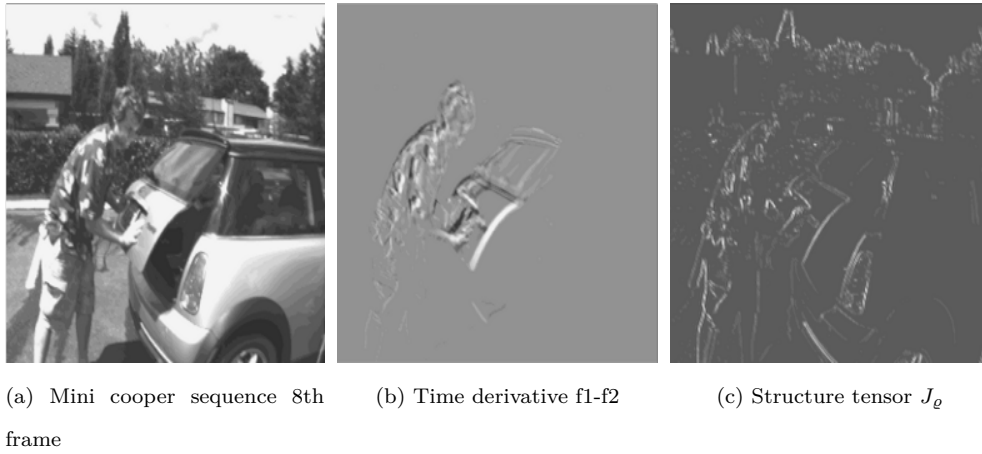 (a) Mini cooper sequence 8th
frame
(b) Time derivative f1-f2
(c) Structure tensor J_ϱ